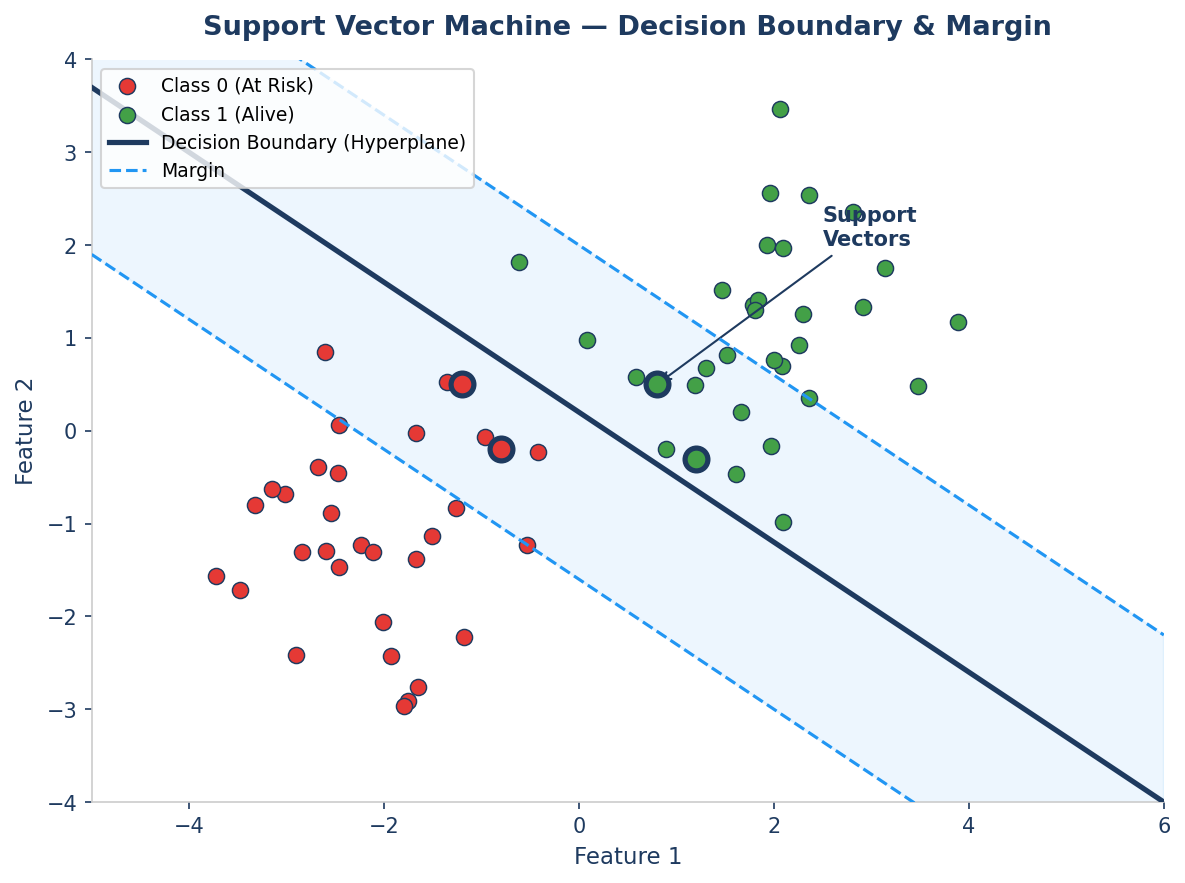 Support Vector Machine — Decision Boundary & Margin
Class 0 (At Risk)
Class 1 (Alive)
Decision Boundary (Hyperplane)
Margin
Support
Vectors
4
3
2
1
0
−1
−2
−3
−4
Feature 2
−4
−2
0
2
4
6
Feature 1